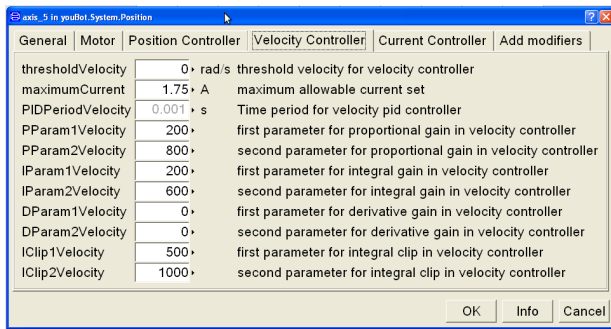 axis_5 in youBot.System.Position
General Motor Position Controller Velocity Controller Current Controller Add modifiers
thresholdVelocity 0 rad/s threshold velocity for velocity controller
maximumCurrent 1.75 A maximum allowable current set
PIDPeriodVelocity 0.001 s Time period for velocity pid controller
PParam1Velocity 200 first parameter for proportional gain in velocity controller
PParam2Velocity 800 second parameter for proportional gain in velocity controller
IParam1Velocity 200 first parameter for integral gain in velocity controller
IParam2Velocity 600 second parameter for integral gain in velocity controller
DParam1Velocity 0 first parameter for derivative gain in velocity controller
DParam2Velocity 0 second parameter for derivative gain in velocity controller
IClip1Velocity 500 first parameter for integral clip in velocity controller
IClip2Velocity 1000 second parameter for integral clip in velocity controller
OK Info Cancel